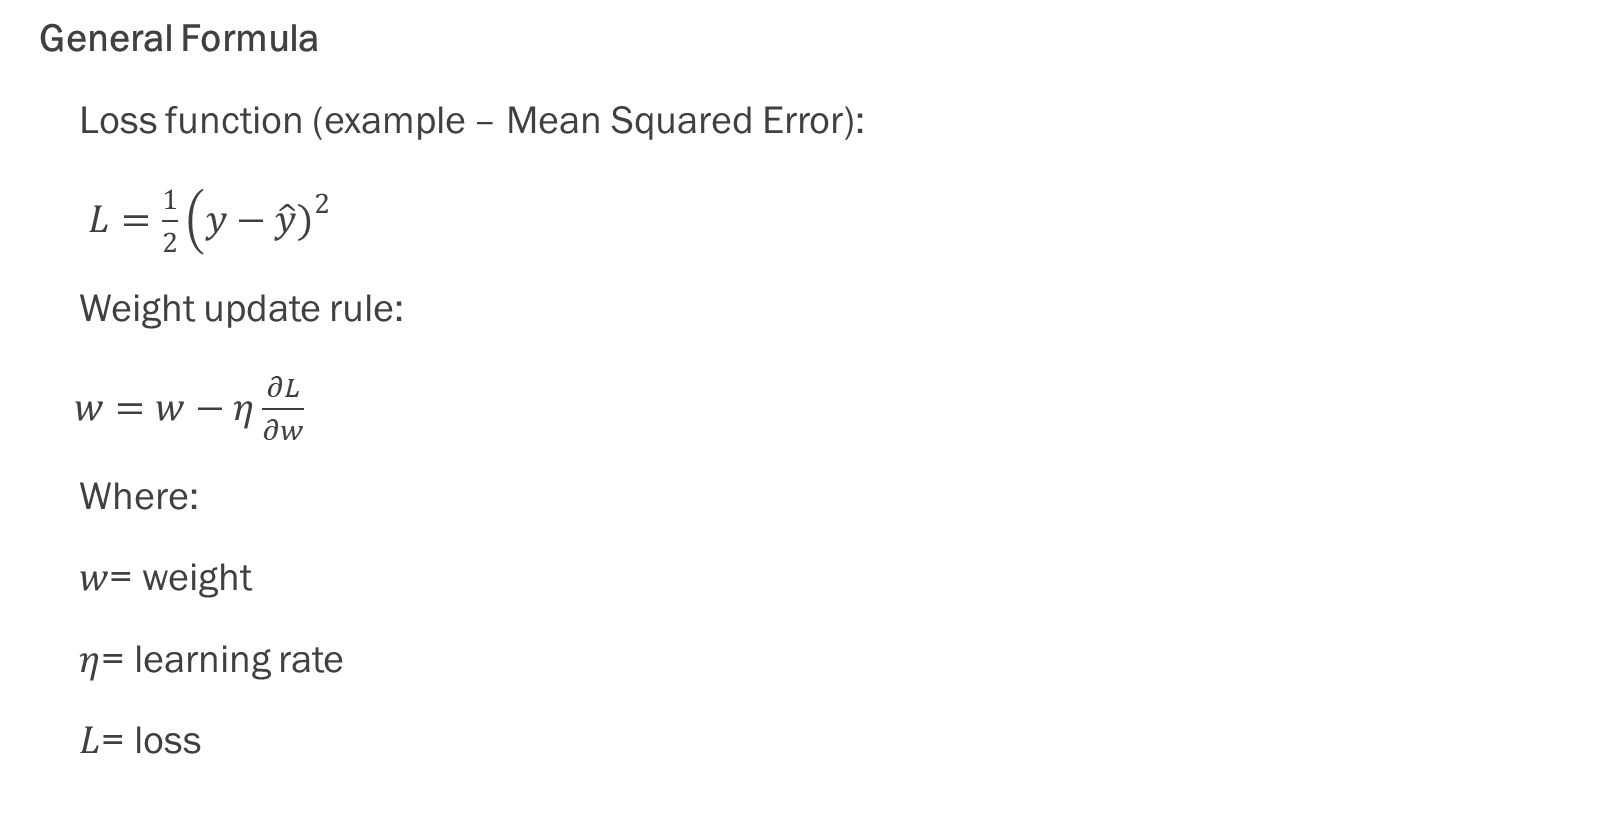 General Formula
Loss function (example – Mean Squared Error):
L = 1/2 (y − ŷ)²
Weight update rule:
w = w − η ∂L/∂w
Where:
w= weight
η= learning rate
L= loss